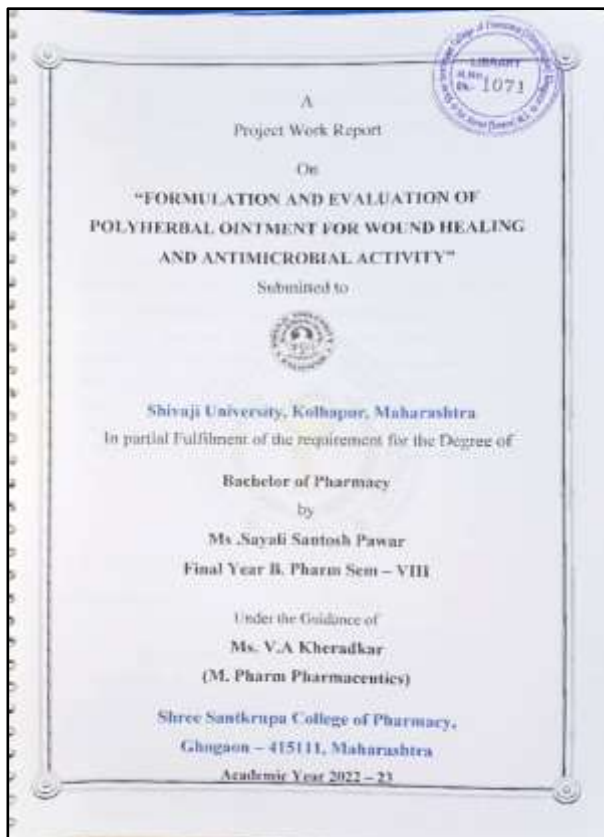 LIBRARY
1071
A
Project Work Report
On
"FORMULATION AND EVALUATION OF
POLYHERBAL OINTMENT FOR WOUND HEALING
AND ANTIMICROBIAL ACTIVITY"
Submitted to
Shivaji University, Kolhapur, Maharashtra
In partial Fulfilment of the requirement for the Degree of
Bachelor of Pharmacy
by
Ms .Sayali Santosh Pawar
Final Year B. Pharm Sem – VIII
Under the Guidance of
Ms. V.A Kheradkar
(M. Pharm Pharmaceutics)
Shree Santkrupa College of Pharmacy,
Ghogaon – 415111, Maharashtra
Academic Year 2022 – 23